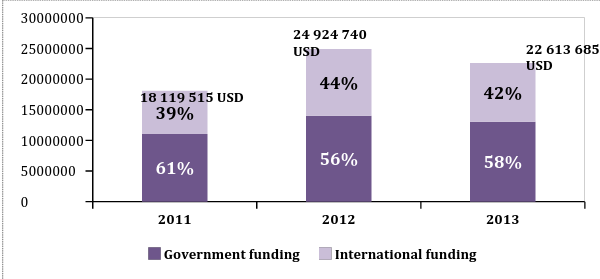 30000000
25000000
20000000
15000000
10000000
5000000
0
18 119 515 USD
39%
61%
24 924 740
USD
44%
56%
22 613 685
USD
42%
58%
2011
2012
2013
Government funding
International funding